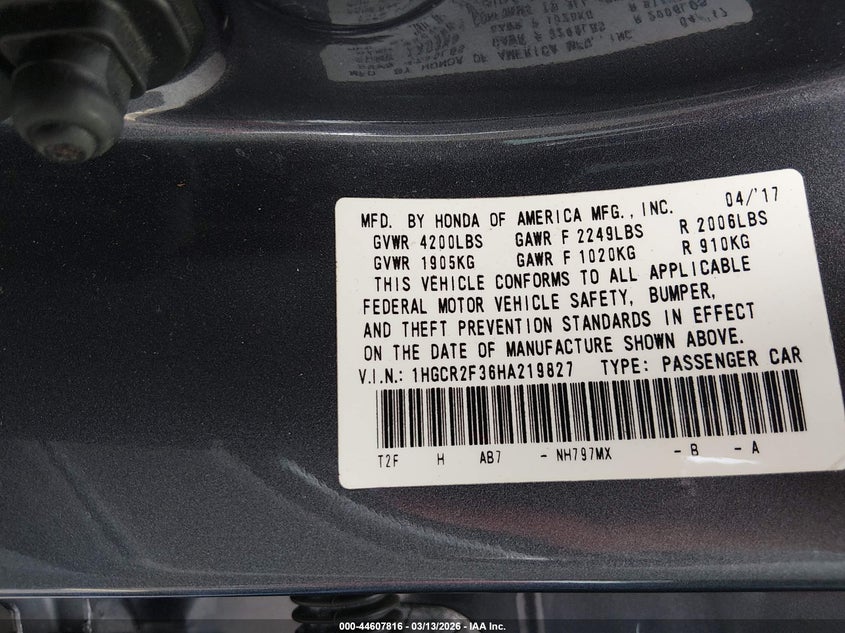 MFD. BY HONDA OF AMERICA MFG., INC. 04/'17
GVWR 4200LBS GAWR F 2249LBS R 2006LBS
GVWR 1905KG GAWR F 1020KG R 910KG
THIS VEHICLE CONFORMS TO ALL APPLICABLE
FEDERAL MOTOR VEHICLE SAFETY, BUMPER,
AND THEFT PREVENTION STANDARDS IN EFFECT
ON THE DATE OF MANUFACTURE SHOWN ABOVE.
V.I.N.: 1HGCR2F36HA219827 TYPE: PASSENGER CAR
T2F H AB7 - NH797MX - B - A
000-44607816 - 03/13/2026 - IAA Inc.